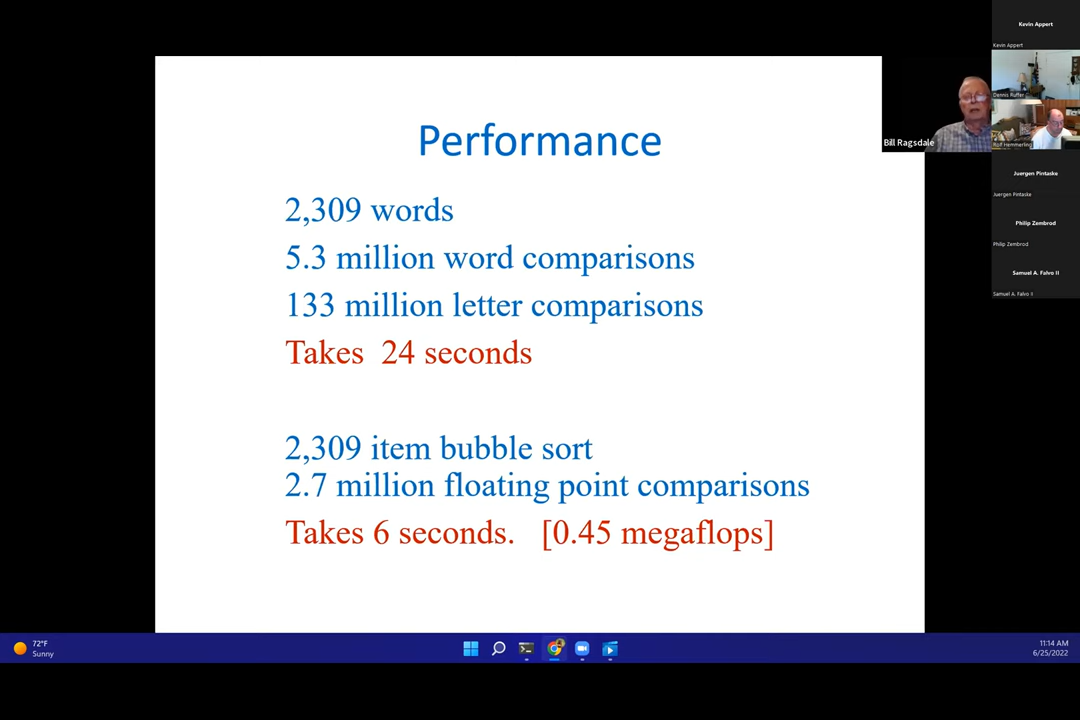 Performance
2,309 words
5.3 million word comparisons
133 million letter comparisons
Takes 24 seconds
2,309 item bubble sort
2.7 million floating point comparisons
Takes 6 seconds. [0.45 megaflops]
Bill Ragsdale
Kevin Appert
Kevin Appert
Dennis Ruffer
Rolf Hemmerling
Juergen Pintaske
Juergen Pintaske
Philip Zembrod
Philip Zembrod
Samuel A. Falvo II
Samuel A. Falvo II
72°F
Sunny
11:14 AM
6/25/2022